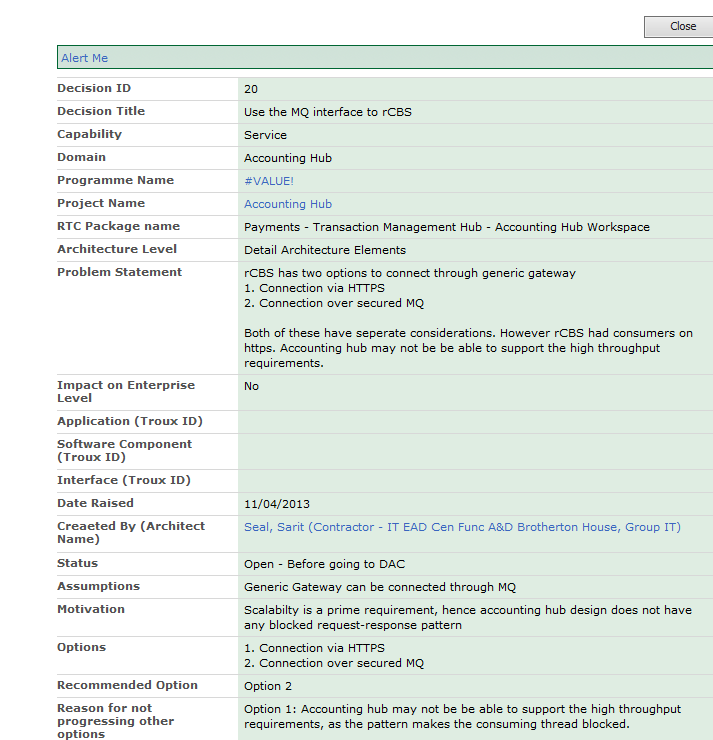 Close
Alert Me
Decision ID 20
Decision Title Use the MQ interface to rCBS
Capability Service
Domain Accounting Hub
Programme Name #VALUE!
Project Name Accounting Hub
RTC Package name Payments - Transaction Management Hub - Accounting Hub Workspace
Architecture Level Detail Architecture Elements
Problem Statement rCBS has two options to connect through generic gateway
1. Connection via HTTPS
2. Connection over secured MQ
Both of these have seperate considerations. However rCBS had consumers on
https. Accounting hub may not be be able to support the high throughput
requirements.
Impact on Enterprise No
Level
Application (Troux ID)
Software Component
(Troux ID)
Interface (Troux ID)
Date Raised 11/04/2013
Creaeted By (Architect Seal, Sarit (Contractor - IT EAD Cen Func A&D Brotherton House, Group IT)
Name)
Status Open - Before going to DAC
Assumptions Generic Gateway can be connected through MQ
Motivation Scalabilty is a prime requirement, hence accounting hub design does not have
any blocked request-response pattern
Options 1. Connection via HTTPS
2. Connection over secured MQ
Recommended Option Option 2
Reason for not Option 1: Accounting hub may not be be able to support the high throughput
progressing other requirements, as the pattern makes the consuming thread blocked.
options